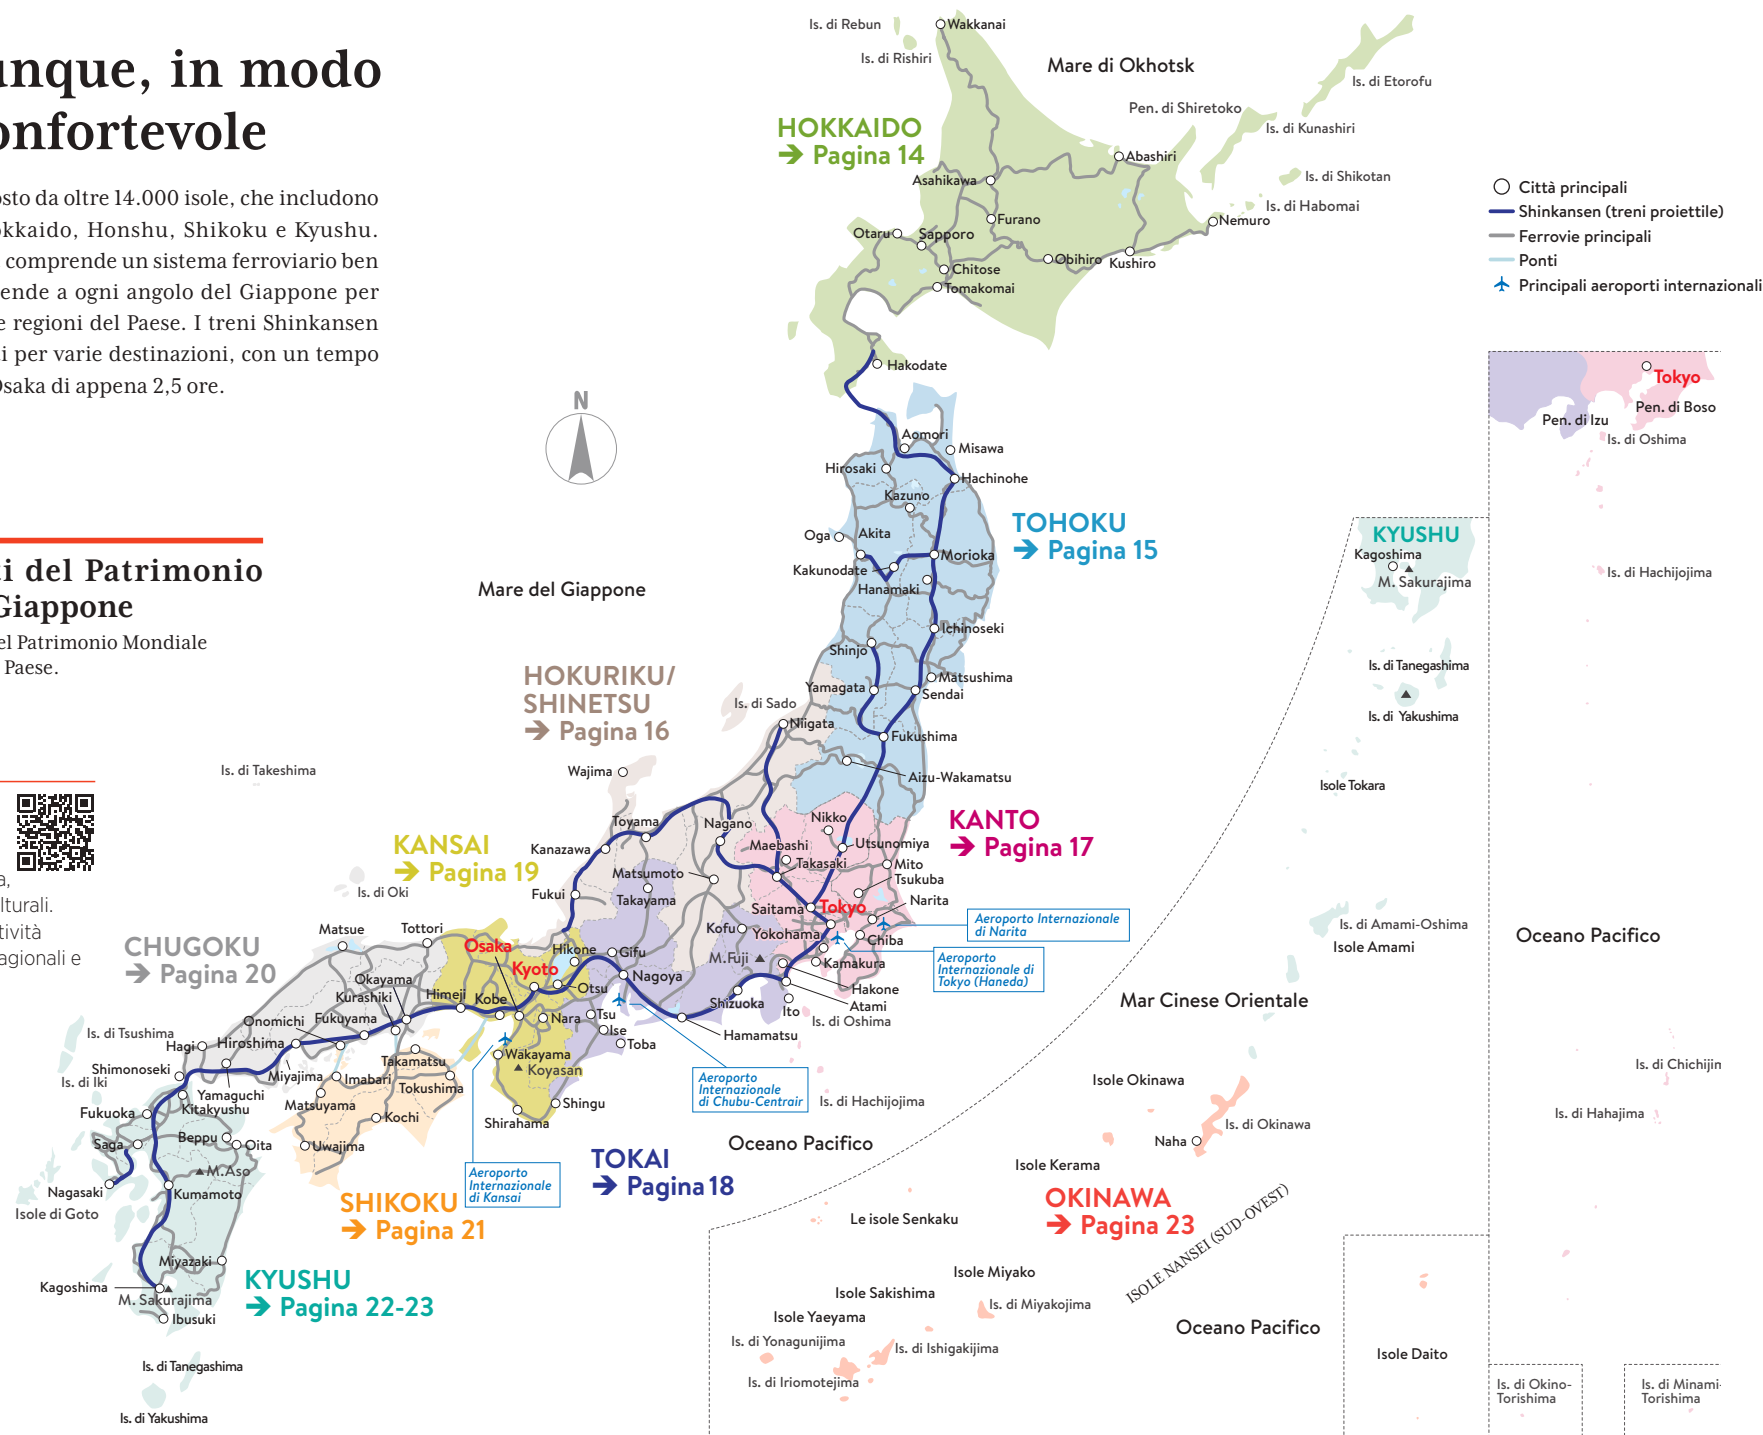 unque, in modo
onfortevole
osto da oltre 14.000 isole, che includono
okkaido, Honshu, Shikoku e Kyushu.
comprende un sistema ferroviario ben
ende a ogni angolo del Giappone per
e regioni del Paese. I treni Shinkansen
i per varie destinazioni, con un tempo
Osaka di appena 2,5 ore.
ti del Patrimonio
Giappone
el Patrimonio Mondiale
Paese.
a,
lturali.
tività
agionali e
N
Città principali
Shinkansen (treni proiettile)
Ferrovie principali
Ponti
Principali aeroporti internazionali
Is. di Rebun
Wakkanai
Is. di Rishiri
Mare di Okhotsk
Is. di Etorofu
Pen. di Shiretoko
Is. di Kunashiri
HOKKAIDO
➔ Pagina 14
Abashiri
Asahikawa
Is. di Shikotan
Is. di Habomai
Furano
Nemuro
Otaru
Sapporo
Obihiro
Kushiro
Chitose
Tomakomai
Hakodate
Aomori
Misawa
Hirosaki
Hachinohe
Kazuno
TOHOKU
➔ Pagina 15
Oga
Akita
Morioka
Kakunodate
Hanamaki
Mare del Giappone
Ichinoseki
Shinjo
Matsushima
Yamagata
Sendai
HOKURIKU/
SHINETSU
➔ Pagina 16
Is. di Sado
Niigata
Fukushima
Wajima
Aizu-Wakamatsu
Is. di Takeshima
KANTO
➔ Pagina 17
Toyama
Nagano
Nikko
Maebashi
Utsunomiya
KANSAI
➔ Pagina 19
Kanazawa
Matsumoto
Takasaki
Mito
Tsukuba
Is. di Oki
Fukui
Takayama
Saitama
Tokyo
Narita
Aeroporto Internazionale
di Narita
Matsue
Tottori
Kofu
Yokohama
Chiba
CHUGOKU
➔ Pagina 20
Osaka
Hikone
Gifu
M.Fuji
Kamakura
Aeroporto
Internazionale di
Tokyo (Haneda)
Kyoto
Okayama
Kurashiki
Himeji
Kobe
Otsu
Nagoya
Hakone
Shizuoka
Atami
Ito
Onomichi
Fukuyama
Nara
Tsu
Ise
Is. di Oshima
Hamamatsu
Is. di Tsushima
Hagi
Hiroshima
Toba
Takamatsu
Wakayama
Koyasan
Shimonoseki
Is. di Iki
Miyajima
Imabari
Tokushima
Aeroporto
Internazionale
di Chubu-Centrair
Yamaguchi
Kitakyushu
Matsuyama
Is. di Hachijojima
Fukuoka
Kochi
Shingu
Shirahama
Saga
Beppu
Oita
Uwajima
Oceano Pacifico
M.Aso
TOKAI
➔ Pagina 18
Aeroporto
Internazionale
di Kansai
Nagasaki
Kumamoto
Isole di Goto
SHIKOKU
➔ Pagina 21
Miyazaki
KYUSHU
➔ Pagina 22-23
Kagoshima
M. Sakurajima
Ibusuki
Is. di Tanegashima
Is. di Yakushima
Tokyo
Pen. di Izu
Pen. di Boso
Is. di Oshima
Is. di Hachijojima
KYUSHU
Kagoshima
M. Sakurajima
Is. di Tanegashima
Is. di Yakushima
Isole Tokara
Is. di Amami-Oshima
Isole Amami
Oceano Pacifico
Mar Cinese Orientale
Is. di Chichijin
Is. di Hahajima
Isole Okinawa
Is. di Okinawa
Naha
Isole Kerama
OKINAWA
➔ Pagina 23
Le isole Senkaku
ISOLE NANSEI (SUD-OVEST)
Isole Miyako
Isole Sakishima
Is. di Miyakojima
Isole Yaeyama
Is. di Yonagunijima
Is. di Ishigakijima
Is. di Iriomotejima
Oceano Pacifico
Isole Daito
Is. di Okino-
Torishima
Is. di Minami-
Torishima